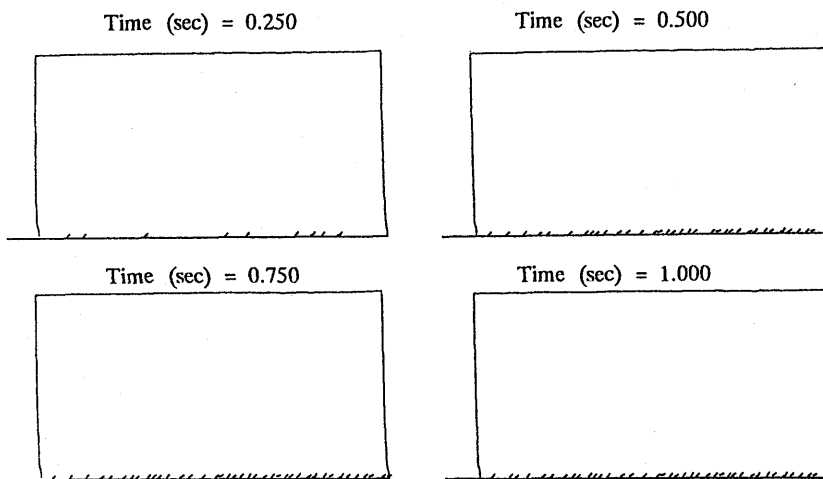 Time (sec) = 0.250
Time (sec) = 0.500
Time (sec) = 0.750
Time (sec) = 1.000